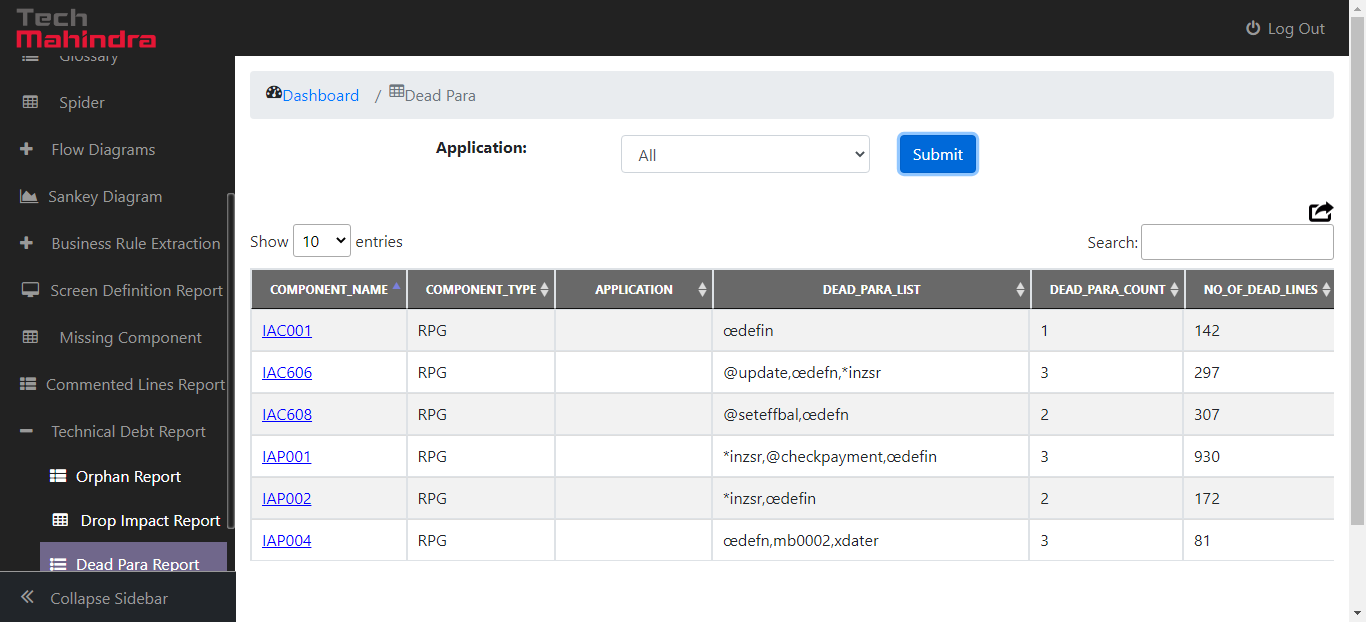 Tech
Mahindra
Log Out
Glossary
Spider
Flow Diagrams
Sankey Diagram
Business Rule Extraction
Screen Definition Report
Missing Component
Commented Lines Report
Technical Debt Report
Orphan Report
Drop Impact Report
Dead Para Report
Collapse Sidebar
Dashboard / Dead Para
Application: All Submit
Show 10 entries Search:
COMPONENT_NAME COMPONENT_TYPE APPLICATION DEAD_PARA_LIST DEAD_PARA_COUNT NO_OF_DEAD_LINES
IAC001 RPG œdefin 1 142
IAC606 RPG @update,œdefn,*inzsr 3 297
IAC608 RPG @seteffbal,œdefn 2 307
IAP001 RPG *inzsr,@checkpayment,œdefin 3 930
IAP002 RPG *inzsr,œdefin 2 172
IAP004 RPG œdefn,mb0002,xdater 3 81